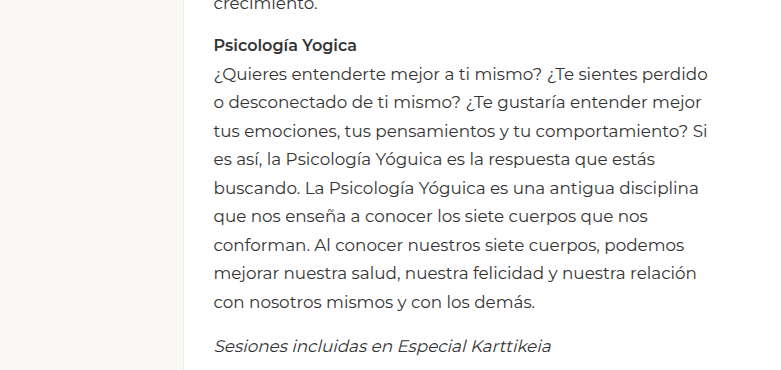 crecimiento.
Psicología Yogica
¿Quieres entenderte mejor a ti mismo? ¿Te sientes perdido
o desconectado de ti mismo? ¿Te gustaría entender mejor
tus emociones, tus pensamientos y tu comportamiento? Si
es así, la Psicología Yóguica es la respuesta que estás
buscando. La Psicología Yóguica es una antigua disciplina
que nos enseña a conocer los siete cuerpos que nos
conforman. Al conocer nuestros siete cuerpos, podemos
mejorar nuestra salud, nuestra felicidad y nuestra relación
con nosotros mismos y con los demás.
Sesiones incluidas en Especial Karttikeia